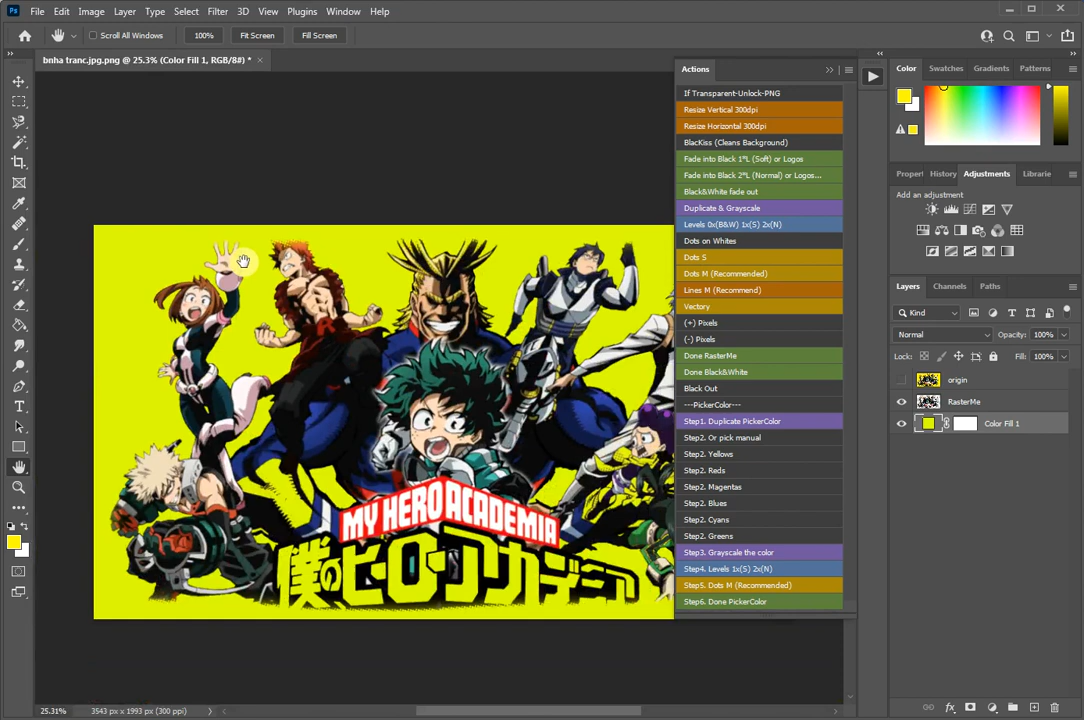 Ps File Edit Image Layer Type Select Filter 3D View Plugins Window Help
Scroll All Windows 100% Fit Screen Fill Screen
bnha tranc.jpg.png @ 25.3% (Color Fill 1, RGB/8#) * ×
Actions
If Transparent-Unlock-PNG
Resize Vertical 300dpi
Resize Horizontal 300dpi
BlacKiss (Cleans Background)
Fade into Black 1ºL (Soft) or Logos
Fade into Black 2ºL (Normal) or Logos...
Black&White fade out
Duplicate & Grayscale
Levels 0x(B&W) 1x(S) 2x(N)
Dots on Whites
Dots S
Dots M (Recommended)
Lines M (Recommend)
Vectory
(+) Pixels
(-) Pixels
Done RasterMe
Done Black&White
Black Out
---PickerColor---
Step1. Duplicate PickerColor
Step2. Or pick manual
Step2. Yellows
Step2. Reds
Step2. Magentas
Step2. Blues
Step2. Cyans
Step2. Greens
Step3. Grayscale the color
Step4. Levels 1x(S) 2x(N)
Step5. Dots M (Recommended)
Step6. Done PickerColor
Color Swatches Gradients Patterns
Propert History Adjustments Librarie
Add an adjustment
Layers Channels Paths
Kind
Normal Opacity: 100%
Lock: Fill: 100%
origin
RasterMe
Color Fill 1
MY HERO ACADEMIA
僕のヒーローアカデミア
R
25.31% 3543 px x 1993 px (300 ppi)
fx